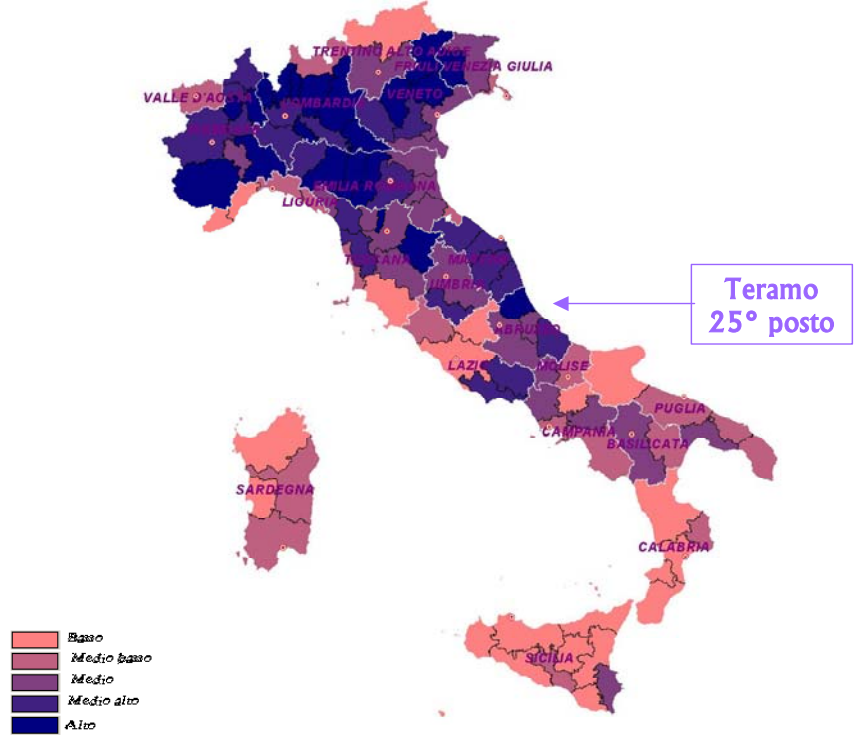 TRENTINO ALTO ADIGE
FRIULI VENEZIA GIULIA
VALLE D'AOSTA
LOMBARDIA
VENETO
EMILIA ROMAGNA
LIGURIA
TOSCANA
MARCHE
UMBRIA
Teramo
25° posto
ABRUZZO
LAZIO
MOLISE
PUGLIA
CAMPANIA
BASILICATA
SARDEGNA
CALABRIA
SICILIA
Basso
Medio basso
Medio
Medio alto
Alto